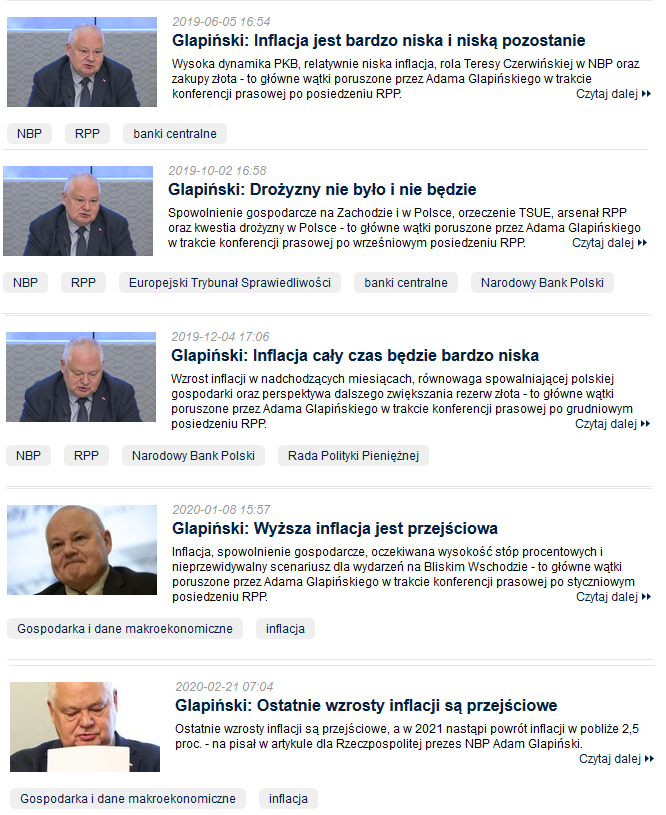 2019-06-05 16:54
Glapiński: Inflacja jest bardzo niska i niską pozostanie
Wysoka dynamika PKB, relatywnie niska inflacja, rola Teresy Czerwińskiej w NBP oraz
zakupy złota - to główne wątki poruszone przez Adama Glapińskiego w trakcie
konferencji prasowej po posiedzeniu RPP. Czytaj dalej
NBP RPP banki centralne
2019-10-02 16:58
Glapiński: Drożyzny nie było i nie będzie
Spowolnienie gospodarcze na Zachodzie i w Polsce, orzeczenie TSUE, arsenał RPP
oraz kwestia drożyzny w Polsce - to główne wątki poruszone przez Adama Glapińskiego
w trakcie konferencji prasowej po wrześniowym posiedzeniu RPP. Czytaj dalej
NBP RPP Europejski Trybunał Sprawiedliwości banki centralne Narodowy Bank Polski
2019-12-04 17:06
Glapiński: Inflacja cały czas będzie bardzo niska
Wzrost inflacji w nadchodzących miesiącach, równowaga spowalniającej polskiej
gospodarki oraz perspektywa dalszego zwiększania rezerw złota - to główne wątki
poruszone przez Adama Glapińskiego w trakcie konferencji prasowej po grudniowym
posiedzeniu RPP. Czytaj dalej
NBP RPP Narodowy Bank Polski Rada Polityki Pieniężnej
2020-01-08 15:57
Glapiński: Wyższa inflacja jest przejściowa
Inflacja, spowolnienie gospodarcze, oczekiwana wysokość stóp procentowych i
nieprzewidywalny scenariusz dla wydarzeń na Bliskim Wschodzie - to główne wątki
poruszone przez Adama Glapińskiego w trakcie konferencji prasowej po styczniowym
posiedzeniu RPP. Czytaj dalej
Gospodarka i dane makroekonomiczne inflacja
2020-02-21 07:04
Glapiński: Ostatnie wzrosty inflacji są przejściowe
Ostatnie wzrosty inflacji są przejściowe, a w 2021 nastąpi powrót inflacji w pobliże 2,5
proc. - na pisał w artykule dla Rzeczpospolitej prezes NBP Adam Glapiński.
Czytaj dalej
Gospodarka i dane makroekonomiczne inflacja